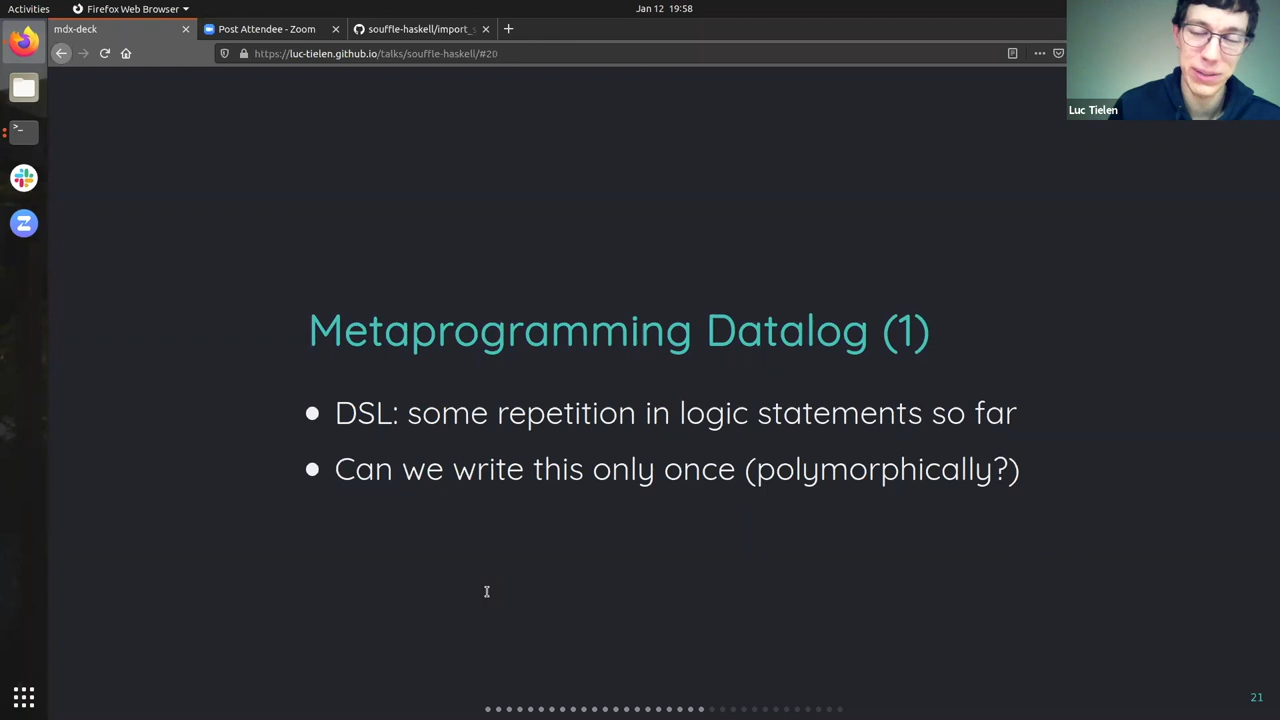 Activities
Firefox Web Browser
Jan 12 19:58
mdx-deck
Post Attendee - Zoom
souffle-haskell/import_s
https://luc-tielen.github.io/talks/souffle-haskell/#20
Luc Tielen
Metaprogramming Datalog (1)
DSL: some repetition in logic statements so far
Can we write this only once (polymorphically?)
21